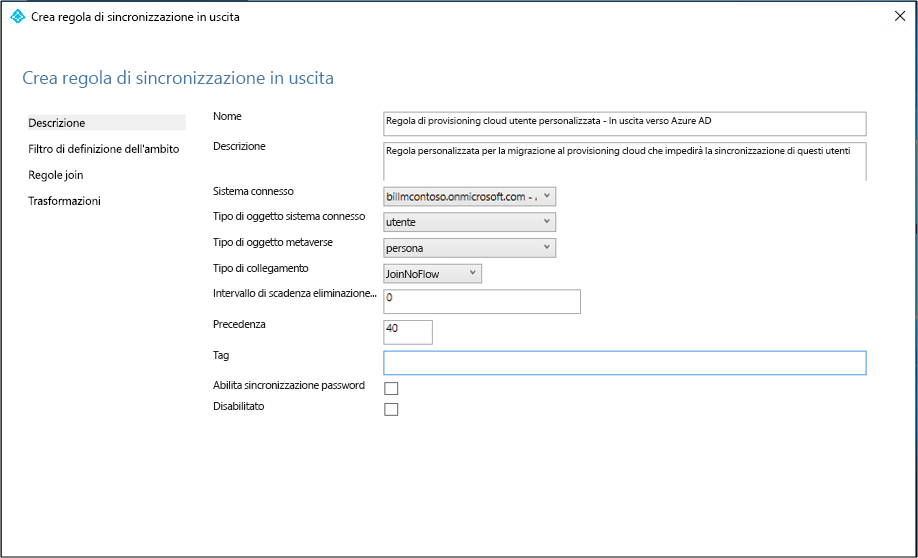 Crea regola di sincronizzazione in uscita
Crea regola di sincronizzazione in uscita
Descrizione
Filtro di definizione dell'ambito
Regole join
Trasformazioni
Nome
Regola di provisioning cloud utente personalizzata - In uscita verso Azure AD
Descrizione
Regola personalizzata per la migrazione al provisioning cloud che impedirà la sincronizzazione di questi utenti
Sistema connesso
billmcontoso.onmicrosoft.com - .
Tipo di oggetto sistema connesso
utente
Tipo di oggetto metaverse
persona
Tipo di collegamento
JoinNoFlow
Intervallo di scadenza eliminazione...
0
Precedenza
40
Tag
Abilita sincronizzazione password
Disabilitato